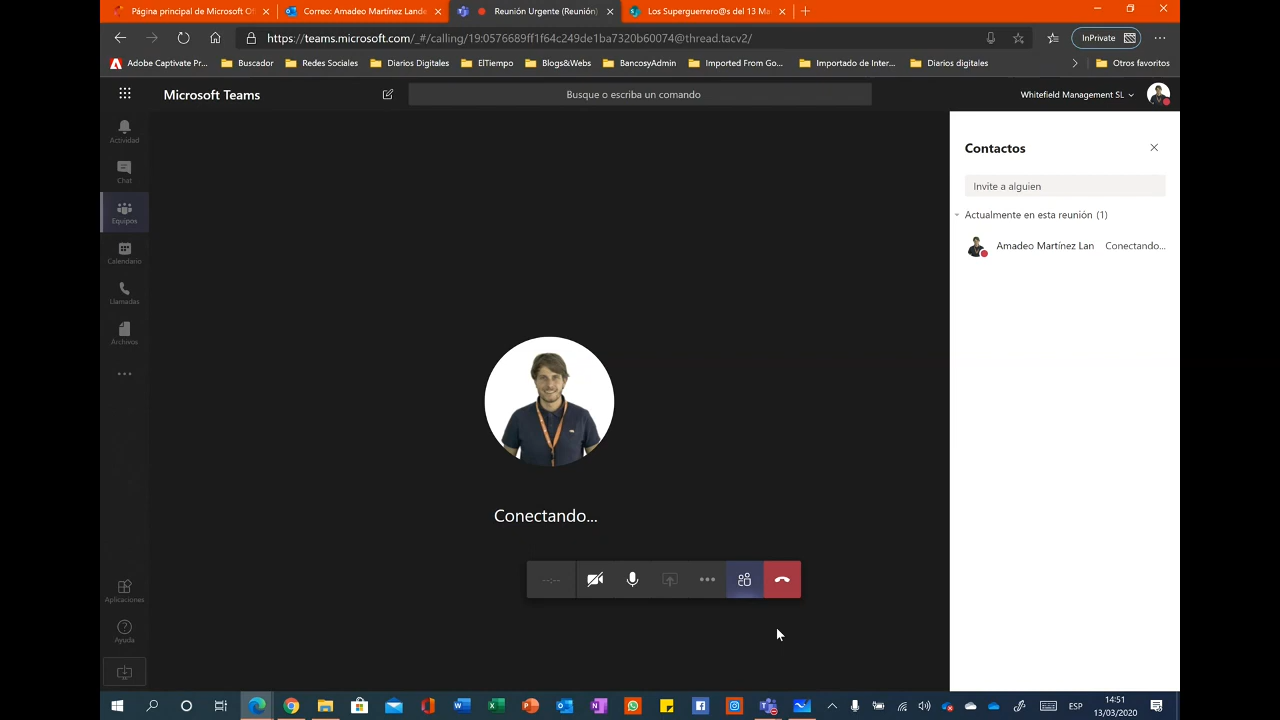 Página principal de Microsoft Of
Correo: Amadeo Martínez Lande
Reunión Urgente (Reunión)
Los Superguerrero@s del 13 Ma
https://teams.microsoft.com/_#/calling/19:0576689ff1f64c249de1ba7320b60074@thread.tacv2/
InPrivate
Adobe Captivate Pr...
Buscador
Redes Sociales
Diarios Digitales
ElTiempo
Blogs&Webs
BancosyAdmin
Imported From Go...
Importado de Inter...
Diarios digitales
Otros favoritos
Microsoft Teams
Busque o escriba un comando
Whitefield Management SL
Actividad
Chat
Equipos
Calendario
Llamadas
Archivos
Aplicaciones
Ayuda
Contactos
Invite a alguien
Actualmente en esta reunión (1)
Amadeo Martínez Lan
Conectando...
Conectando...
--:--
ESP
14:51
13/03/2020